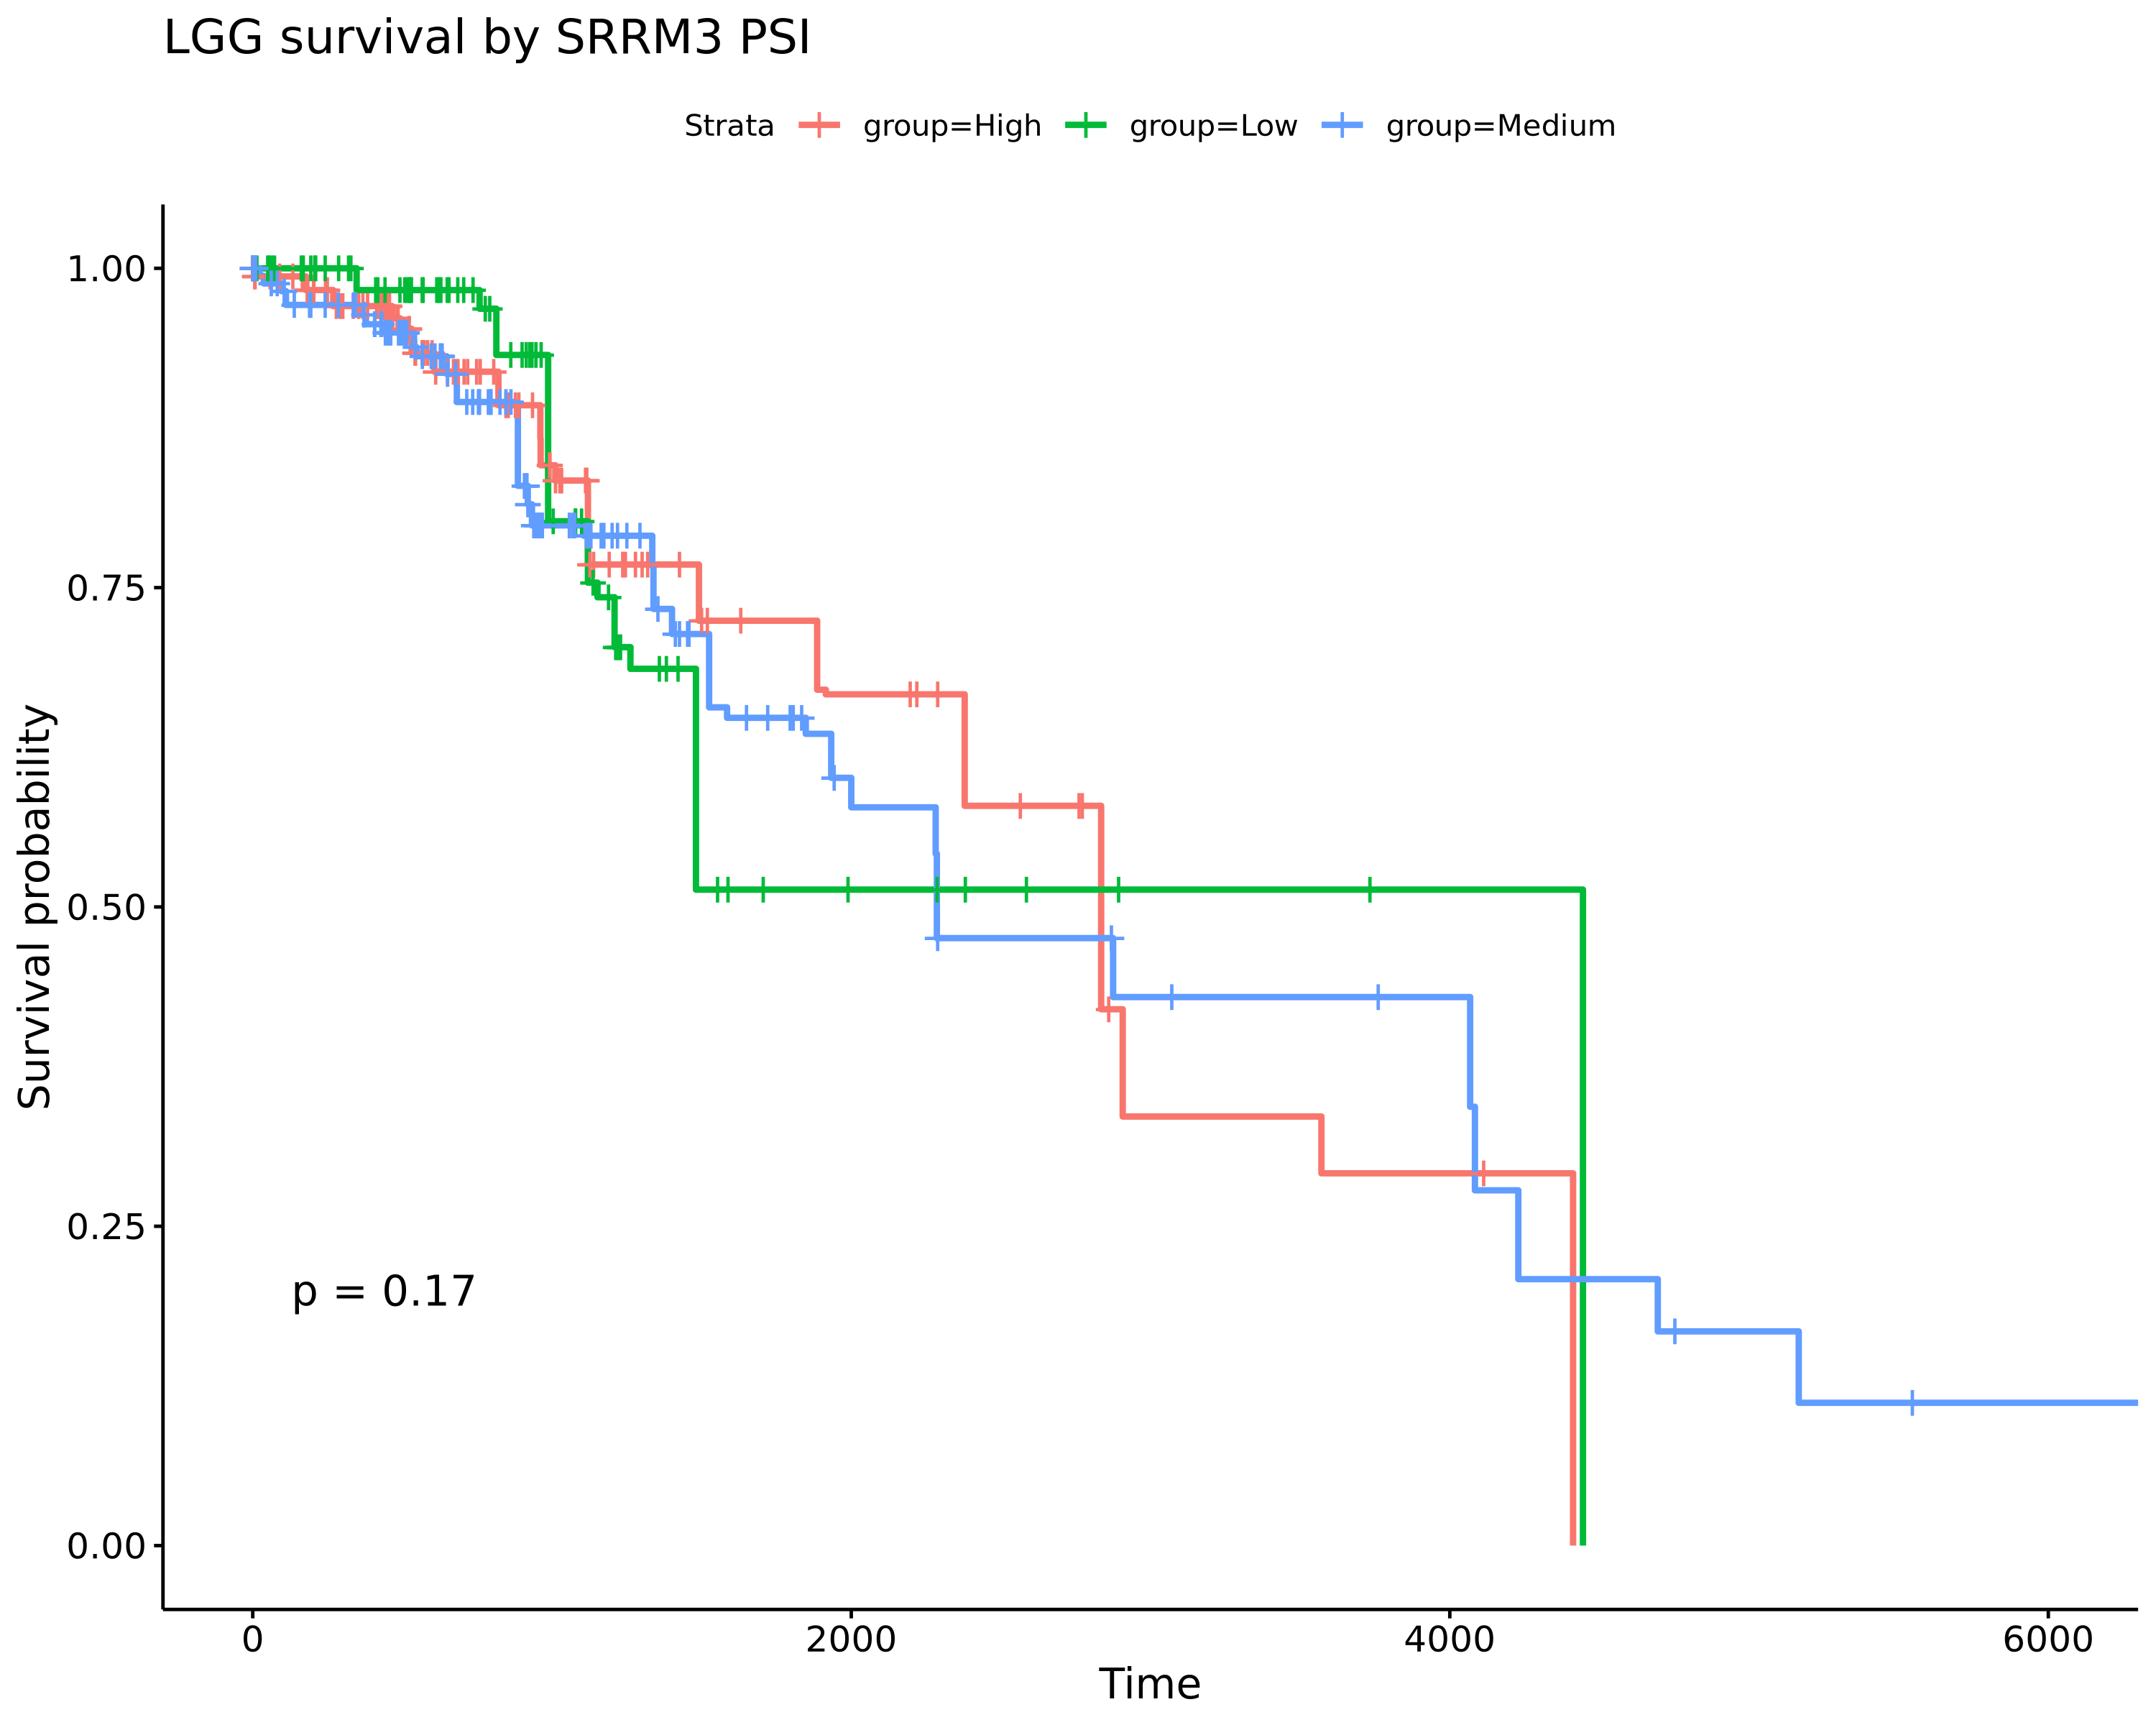 LGG survival by SRRM3 PSI
Strata group=High group=Low group=Medium
1.00
0.75
0.50
0.25
0.00
Survival probability
p = 0.17
0 2000 4000 6000
Time